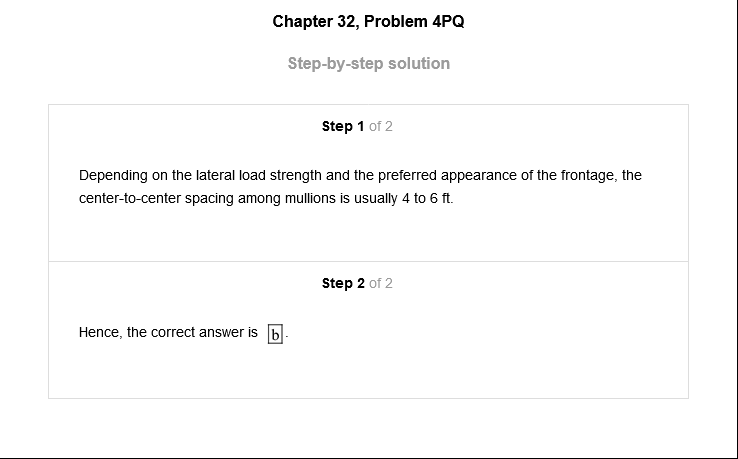 Chapter 32, Problem 4PQ
Step-by-step solution
Step 1 of 2
Depending on the lateral load strength and the preferred appearance of the frontage, the
center-to-center spacing among mullions is usually 4 to 6 ft.
Step 2 of 2
Hence, the correct answer is b.